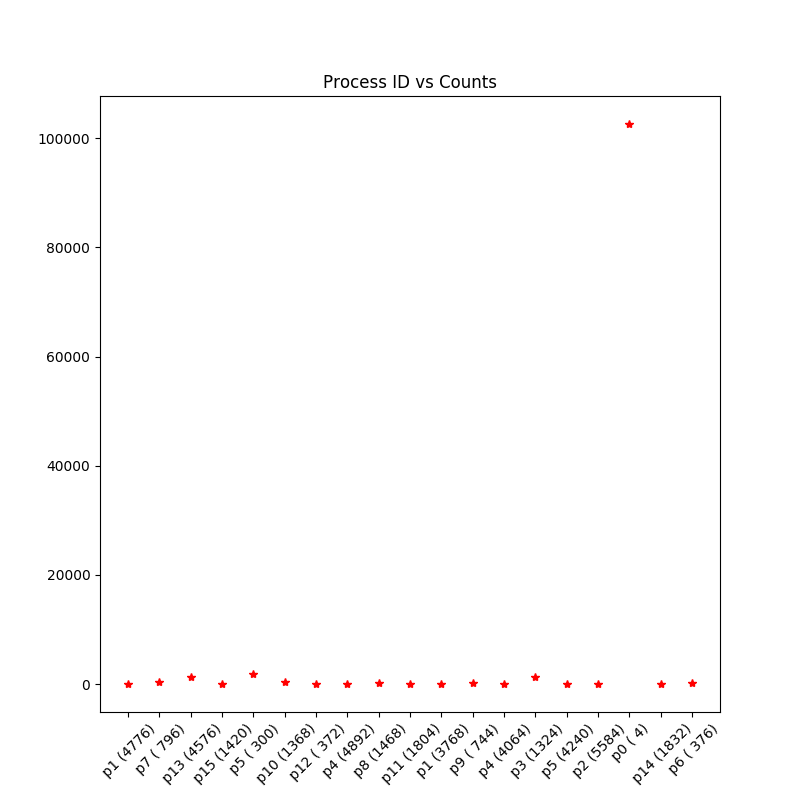 Process ID vs Counts
100000
80000
60000
40000
20000
0
p1 (4776)
p7 ( 796)
p13 (4576)
p15 (1420)
p5 ( 300)
p10 (1368)
p12 ( 372)
p4 (4892)
p8 (1468)
p11 (1804)
p1 (3768)
p9 ( 744)
p4 (4064)
p3 (1324)
p5 (4240)
p2 (5584)
p0 ( 4)
p14 (1832)
p6 ( 376)